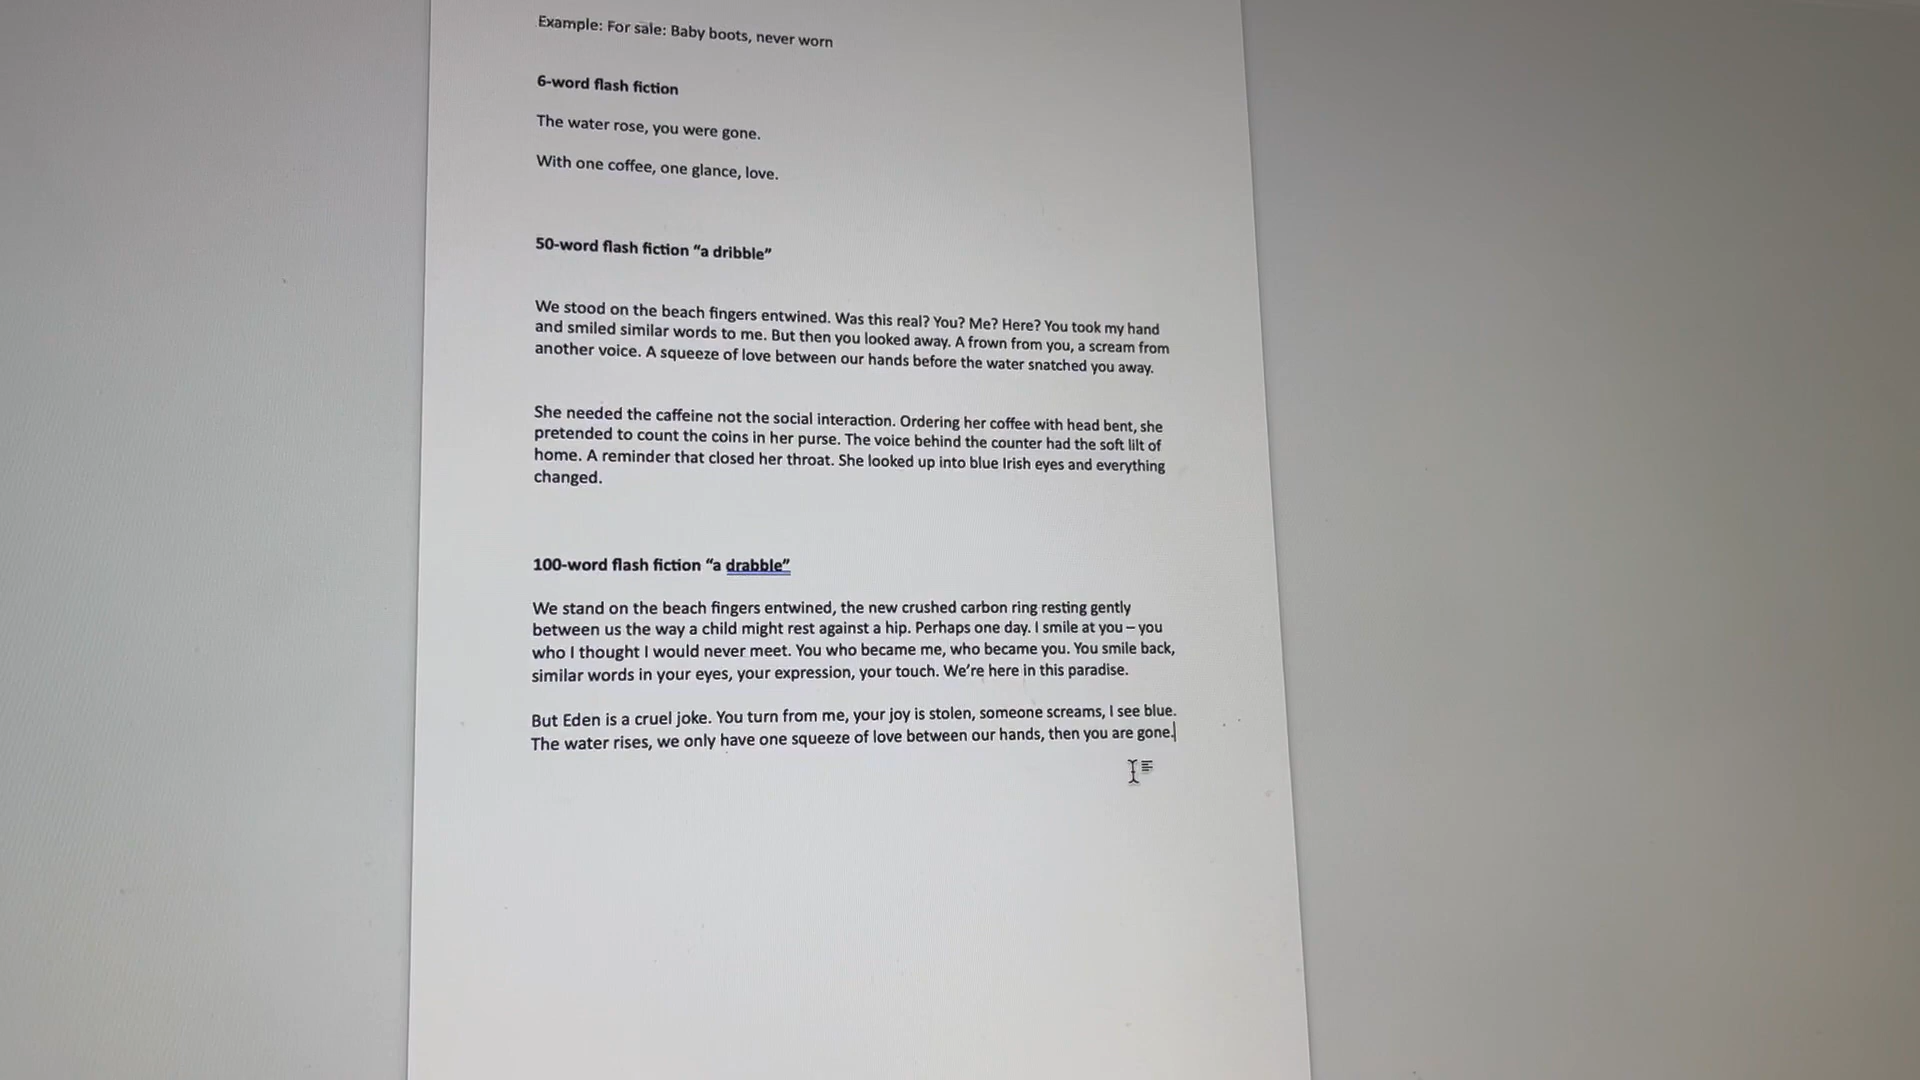 Example: For sale: Baby boots, never worn
6-word flash fiction
The water rose, you were gone.
With one coffee, one glance, love.
50-word flash fiction “a dribble”
We stood on the beach fingers entwined. Was this real? You? Me? Here? You took my hand
and smiled similar words to me. But then you looked away. A frown from you, a scream from
another voice. A squeeze of love between our hands before the water snatched you away.
She needed the caffeine not the social interaction. Ordering her coffee with head bent, she
pretended to count the coins in her purse. The voice behind the counter had the soft lilt of
home. A reminder that closed her throat. She looked up into blue Irish eyes and everything
changed.
100-word flash fiction “a drabble”
We stand on the beach fingers entwined, the new crushed carbon ring resting gently
between us the way a child might rest against a hip. Perhaps one day. I smile at you – you
who I thought I would never meet. You who became me, who became you. You smile back,
similar words in your eyes, your expression, your touch. We’re here in this paradise.
But Eden is a cruel joke. You turn from me, your joy is stolen, someone screams, I see blue.
The water rises, we only have one squeeze of love between our hands, then you are gone.